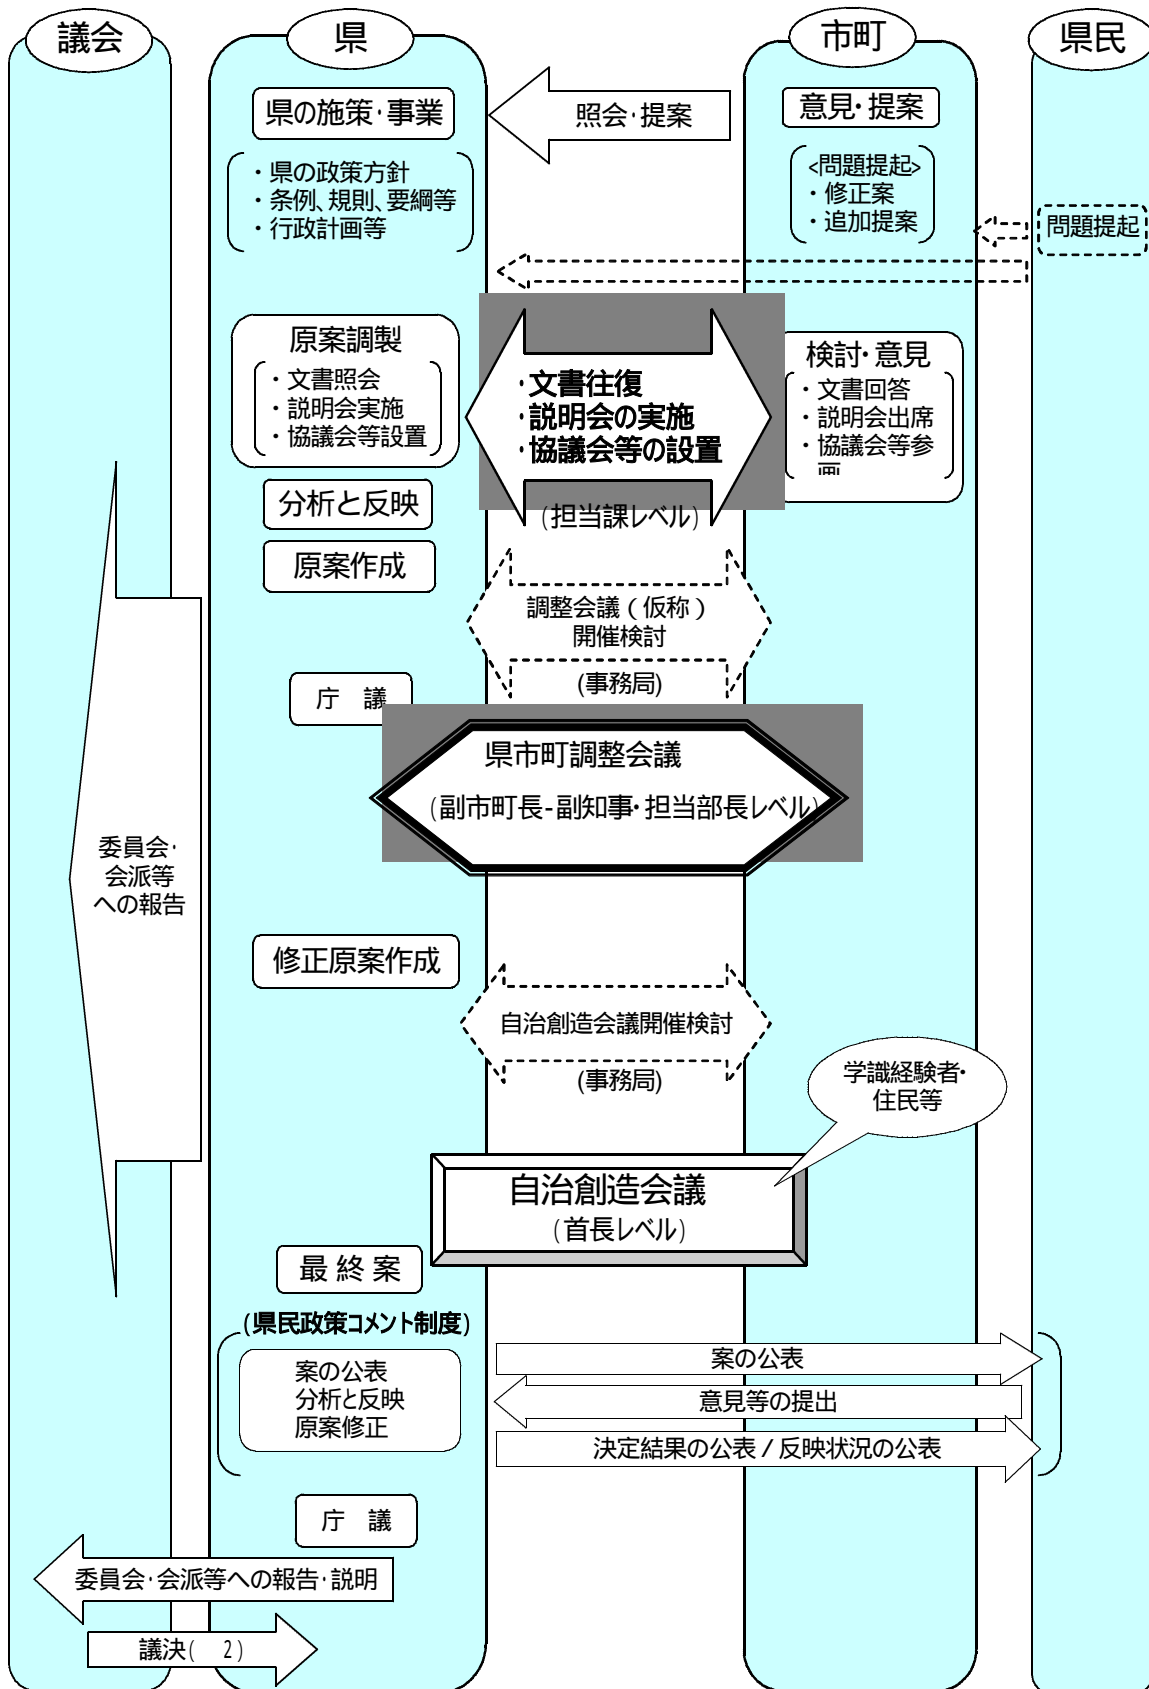 議会
県
市町
県民
県の施策・事業
照会・提案
意見・提案
・県の政策方針
・条例、規則、要綱等
・行政計画等
<問題提起>
・修正案
・追加提案
問題提起
原案調製
・文書照会
・説明会実施
・協議会等設置
・文書往復
・説明会の実施
・協議会等の設置
(担当課レベル)
検討・意見
・文書回答
・説明会出席
・協議会等参
画
分析と反映
原案作成
調整会議(仮称)
開催検討
(事務局)
庁　議
県市町調整会議
(副市町長-副知事・担当部長レベル)
委員会・
会派等
への報告
修正原案作成
自治創造会議開催検討
(事務局)
学識経験者・
住民等
自治創造会議
(首長レベル)
最 終 案
(県民政策コメント制度)
案の公表
分析と反映
原案修正
案の公表
意見等の提出
決定結果の公表 / 反映状況の公表
庁　議
委員会・会派等への報告・説明
議決(　2)